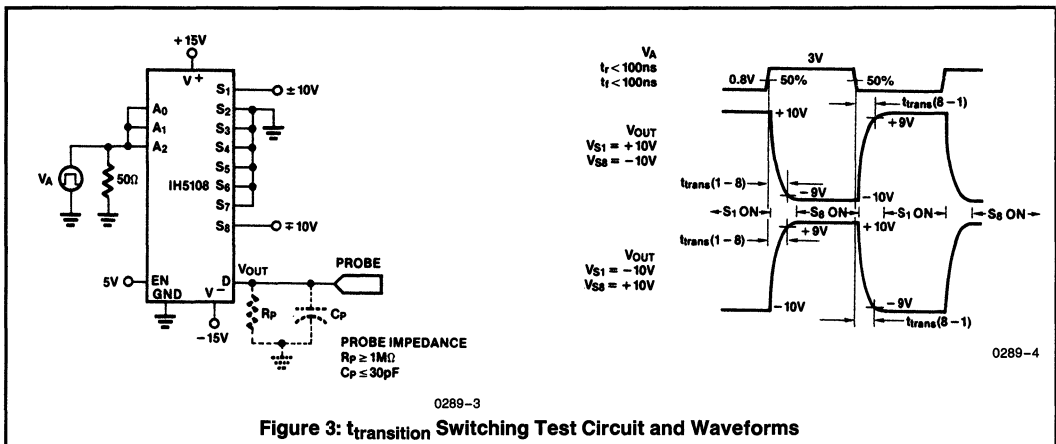 +15V
V+
A0
A1
A2
VA
50Ω
IH5108
S1
±10V
S2
S3
S4
S5
S6
S7
S8
∓10V
5V
EN
GND
V−
D
VOUT
PROBE
−15V
RP
CP
PROBE IMPEDANCE
RP ≥ 1MΩ
CP ≤ 30pF
0289–3
VA
tr < 100ns
tf < 100ns
0.8V
50%
3V
50%
ttrans(8 − 1)
+10V
+9V
VOUT
VS1 = +10V
VS8 = −10V
ttrans(1 − 8)
−9V
−10V
S1 ON
S8 ON
S1 ON
S8 ON
+9V
+10V
ttrans(1 − 8)
VOUT
VS1 = −10V
VS8 = +10V
−10V
−9V
ttrans(8 − 1)
0289–4
Figure 3: ttransition Switching Test Circuit and Waveforms